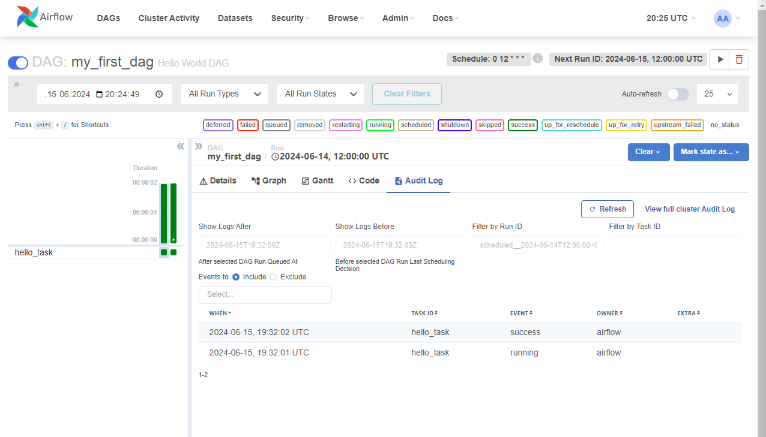 Airflow DAGs Cluster Activity Datasets Security Browse Admin Docs 20:25 UTC AA
DAG: my_first_dag Hello World DAG Schedule: 0 12 * * * i Next Run ID: 2024-06-15, 12:00:00 UTC
15.06.2024 20:24:49 All Run Types All Run States Clear Filters Auto-refresh 25
Press shift + / for Shortcuts deferred failed queued removed restarting running scheduled shutdown skipped success up_for_reschedule up_for_retry upstream_failed no_status
DAG Run
my_first_dag / 2024-06-14, 12:00:00 UTC Clear Mark state as...
Duration
00:00:02
00:00:01
00:00:00
hello_task
Details Graph Gantt Code Audit Log
Refresh View full cluster Audit Log
Show Logs After Show Logs Before Filter by Run ID Filter by Task ID
2024-06-15T19:32:00Z 2024-06-15T19:32:03Z scheduled__2024-06-14T12:00:00+0
After selected DAG Run Queued At Before selected DAG Run Last Scheduling
Decision
Events to Include Exclude
Select...
WHEN TASK ID EVENT OWNER EXTRA
2024-06-15, 19:32:02 UTC hello_task success airflow
2024-06-15, 19:32:01 UTC hello_task running airflow
1-2